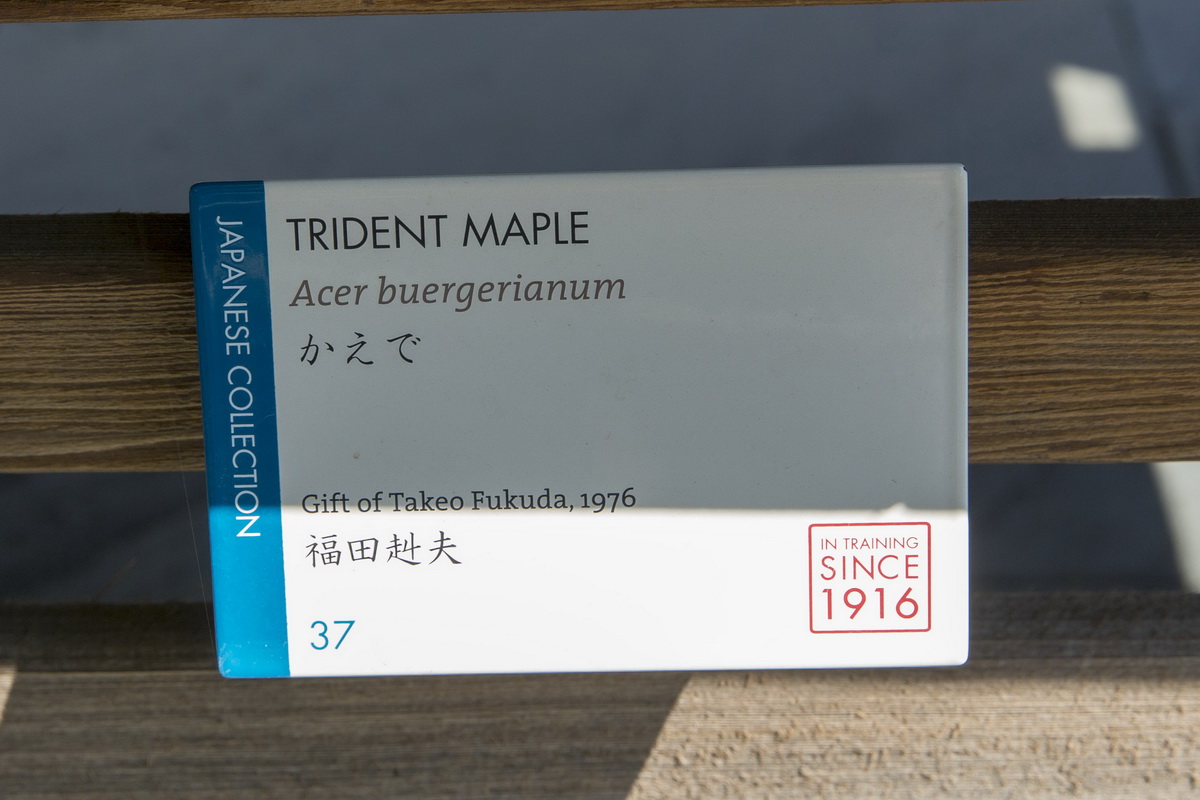 JAPANESE COLLECTION
TRIDENT MAPLE
Acer buergerianum
かえで
Gift of Takeo Fukuda, 1976
福田赳夫
37
IN TRAINING
SINCE
1916